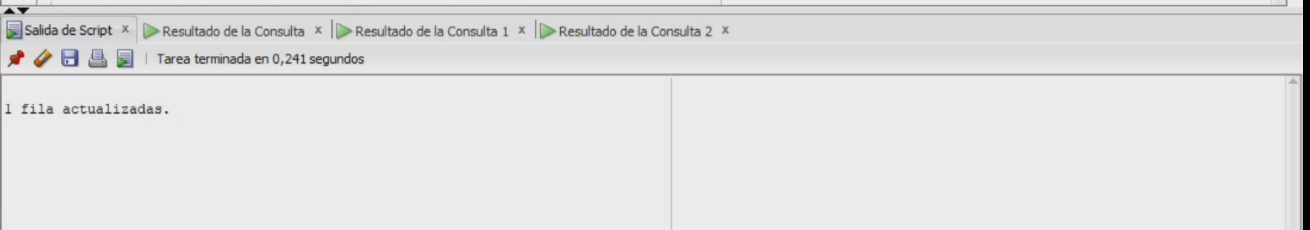 Salida de Script x Resultado de la Consulta x Resultado de la Consulta 1 x Resultado de la Consulta 2 x
Tarea terminada en 0,241 segundos
1 fila actualizadas.